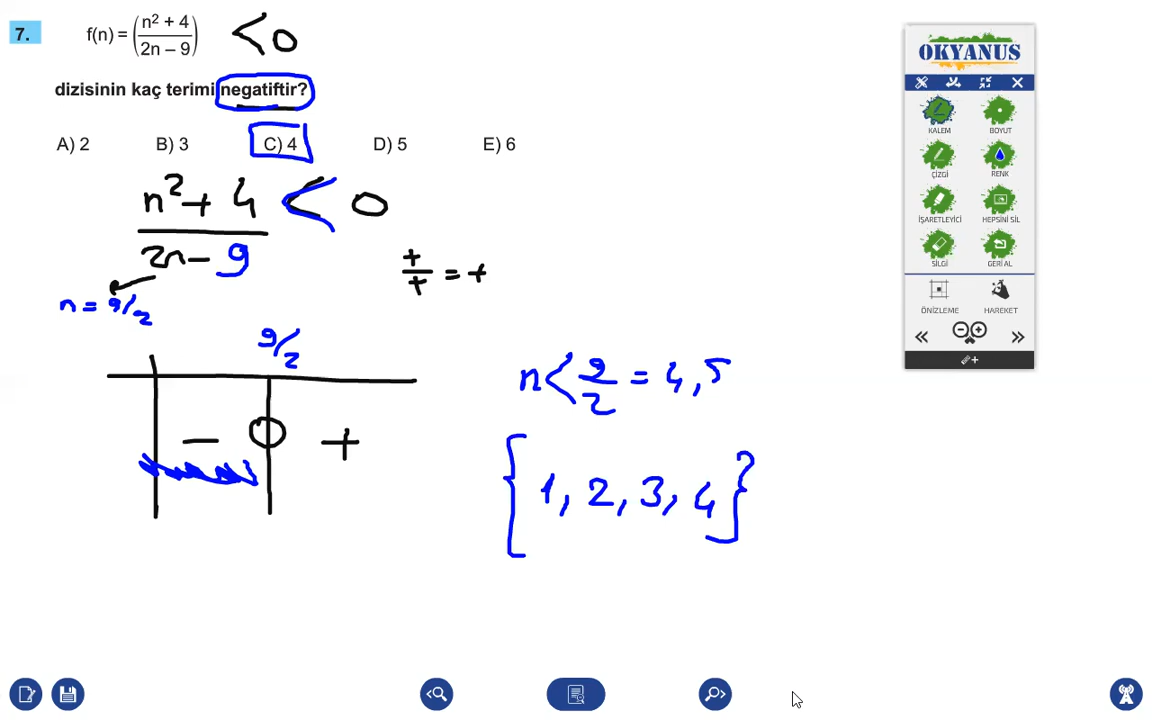 7. f(n) = (n² + 4 / 2n – 9) < 0
dizisinin kaç terimi negatiftir?
A) 2 B) 3 C) 4 D) 5 E) 6
n² + 4 / 2n – 9 < 0
n = 9/2
+/+ = +
9/2
– +
n < 9/2 = 4,5
{1, 2, 3, 4}
OKYANUS
KALEM BOYUT
ÇİZGİ RENK
İŞARETLEYİCİ HEPSİNİ SİL
SİLGİ GERİ AL
ÖNİZLEME HAREKET